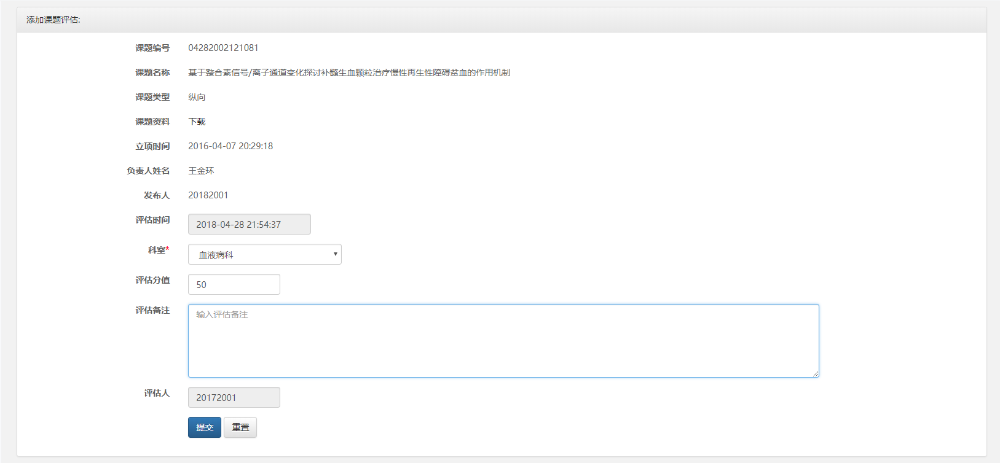 添加课题评估:
课题编号 04282002121081
课题名称 基于整合素信号/离子通道变化探讨补髓生血颗粒治疗慢性再生性障碍贫血的作用机制
课题类型 纵向
课题资料 下载
立项时间 2016-04-07 20:29:18
负责人姓名 王金环
发布人 20182001
评估时间 2018-04-28 21:54:37
科室* 血液病科
评估分值 50
评估备注 输入评估备注
评估人 20172001
提交 重置